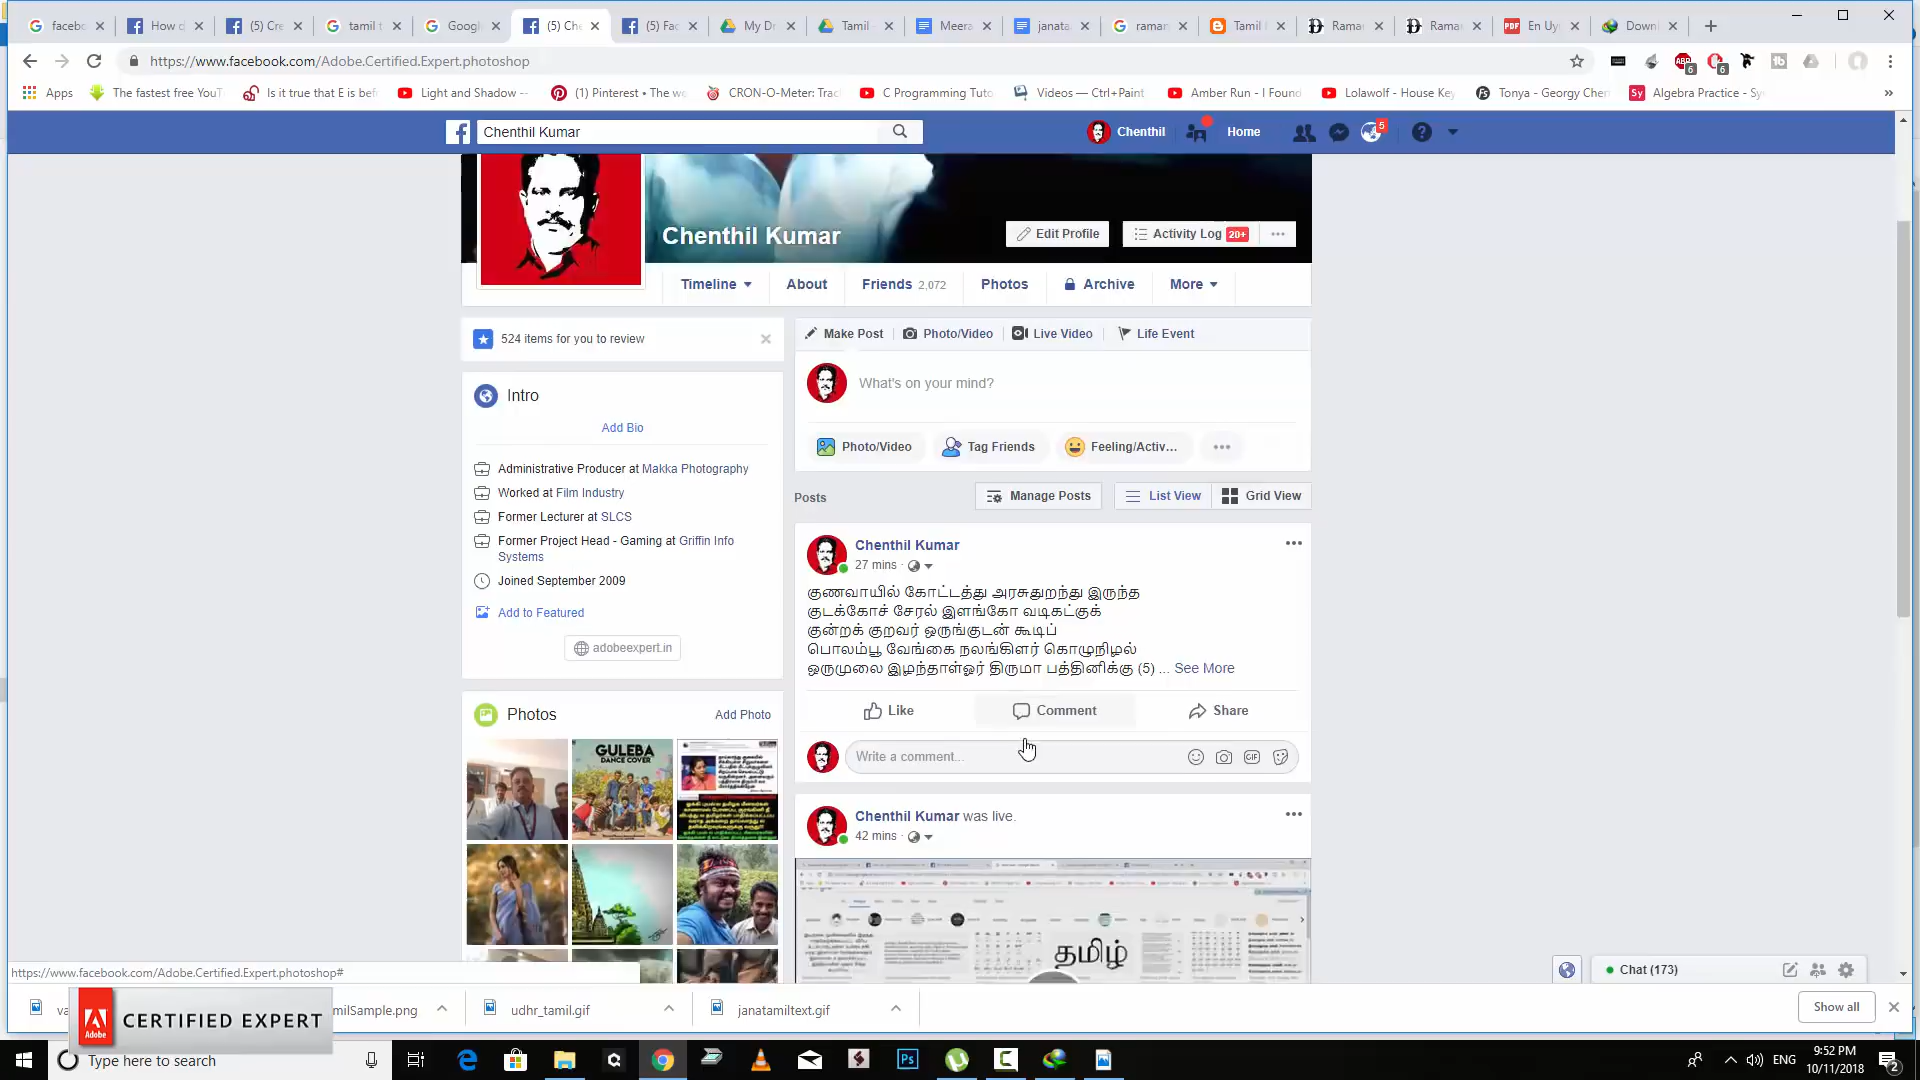 facebo
How c
(5) Cre
tamil t
Google
(5) Che
(5) Fac
My Dr
Tamil -
Meera
janata
raman
Tamil
Rama
Rama
PDF En Uy
Down
https://www.facebook.com/Adobe.Certified.Expert.photoshop
Apps
The fastest free YouT
Is it true that E is bef
Light and Shadow --
(1) Pinterest • The w
CRON-O-Meter: Trac
C Programming Tuto
Videos — Ctrl+Paint
Amber Run - I Found
Lolawolf - House Key
Tonya - Georgy Cher
Sy Algebra Practice - Sy
»
Chenthil Kumar
Chenthil
Home
5
Chenthil Kumar
Edit Profile
Activity Log 20+
Timeline
About
Friends 2,072
Photos
Archive
More
524 items for you to review
Intro
Add Bio
Administrative Producer at Makka Photography
Worked at Film Industry
Former Lecturer at SLCS
Former Project Head - Gaming at Griffin Info
Systems
Joined September 2009
Add to Featured
adobeexpert.in
Photos
Add Photo
GULEBA
DANCE COVER
Make Post
Photo/Video
Live Video
Life Event
What's on your mind?
Photo/Video
Tag Friends
Feeling/Activ...
Posts
Manage Posts
List View
Grid View
Chenthil Kumar
27 mins ·
குணவாயில் கோட்டத்து அரசுதுறந்து இருந்த
குடக்கோச் சேரல் இளங்கோ வடிகட்குக்
குன்றக் குறவர் ஒருங்குடன் கூடிப்
பொலம்பூ வேங்கை நலங்கிளர் கொழுநிழல்
ஒருமுலை இழந்தாள்ஓர் திருமா பத்தினிக்கு (5) ... See More
Like
Comment
Share
Write a comment...
GIF
Chenthil Kumar was live.
42 mins ·
தமிழ்
https://www.facebook.com/Adobe.Certified.Expert.photoshop#
Chat (173)
va
milSample.png
udhr_tamil.gif
janatamiltext.gif
Show all
Adobe
CERTIFIED EXPERT
Type here to search
Ps
ENG
9:52 PM
10/11/2018
2